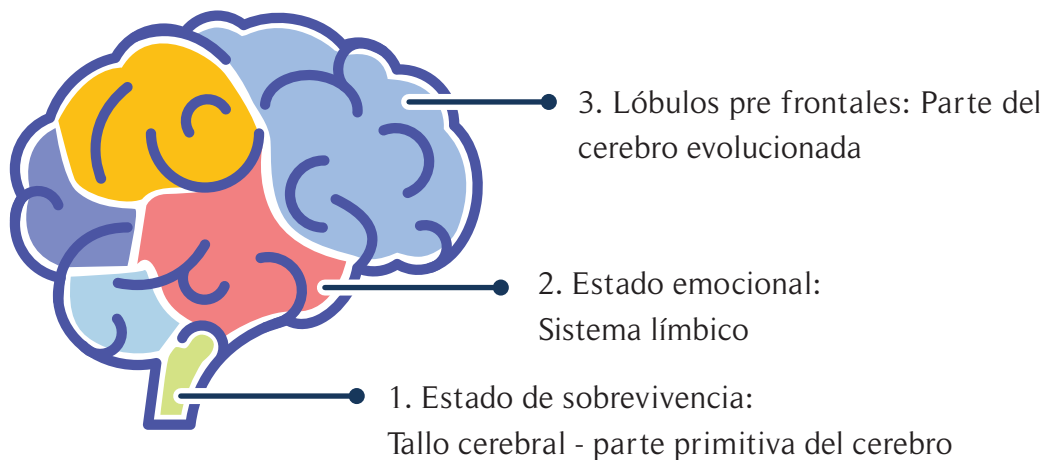 3. Lóbulos pre frontales: Parte del
cerebro evolucionada
2. Estado emocional:
Sistema límbico
1. Estado de sobrevivencia:
Tallo cerebral - parte primitiva del cerebro